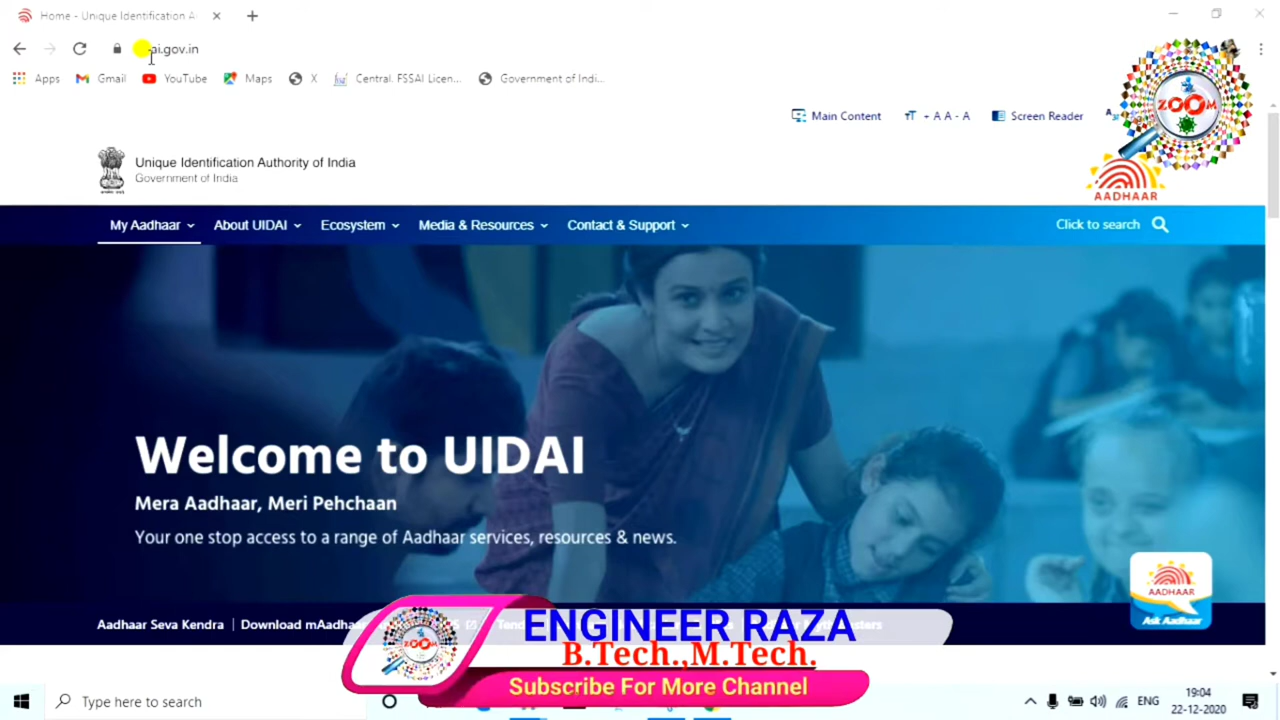 Home - Unique Identification A
ai.gov.in
Apps Gmail YouTube Maps X Central. FSSAI Licen... Government of Indi...
Main Content TT + A A - A Screen Reader
ZOOM
Unique Identification Authority of India
Government of India
AADHAAR
My Aadhaar About UIDAI Ecosystem Media & Resources Contact & Support Click to search
Welcome to UIDAI
Mera Aadhaar, Meri Pehchaan
Your one stop access to a range of Aadhaar services, resources & news.
AADHAAR
Ask Aadhaar
Aadhaar Seva Kendra Download mAadhaar
ZOOM
ENGINEER RAZA
B.Tech.,M.Tech.
Subscribe For More Channel
Type here to search
ENG
19:04
22-12-2020